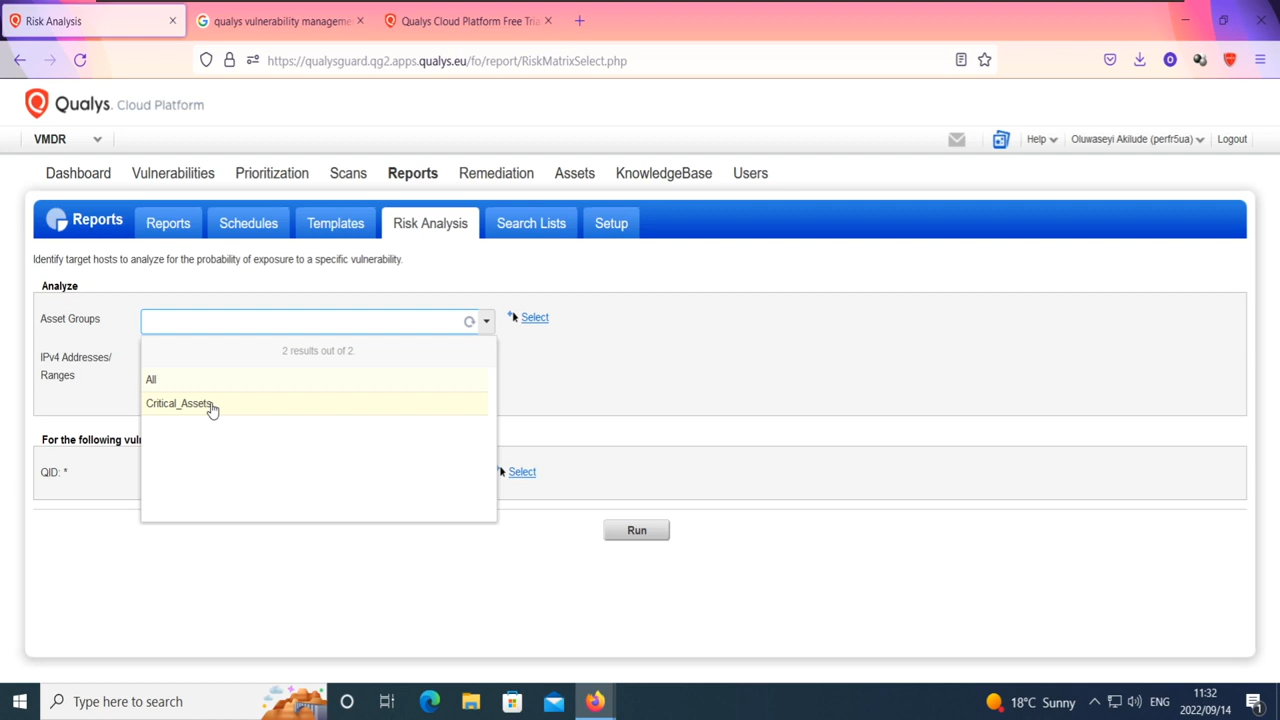 Risk Analysis
qualys vulnerability manageme
Qualys Cloud Platform Free Tria
https://qualysguard.qg2.apps.qualys.eu/fo/report/RiskMatrixSelect.php
Qualys. Cloud Platform
VMDR
Help
Oluwaseyi Akilude (perfr5ua)
Logout
Dashboard Vulnerabilities Prioritization Scans Reports Remediation Assets KnowledgeBase Users
Reports Reports Schedules Templates Risk Analysis Search Lists Setup
Identify target hosts to analyze for the probability of exposure to a specific vulnerability.
Analyze
Asset Groups
Select
2 results out of 2.
IPv4 Addresses/
Ranges
All
Critical_Assets
For the following vul
QID: *
Select
Run
Type here to search
18°C Sunny
ENG
11:32
2022/09/14
1